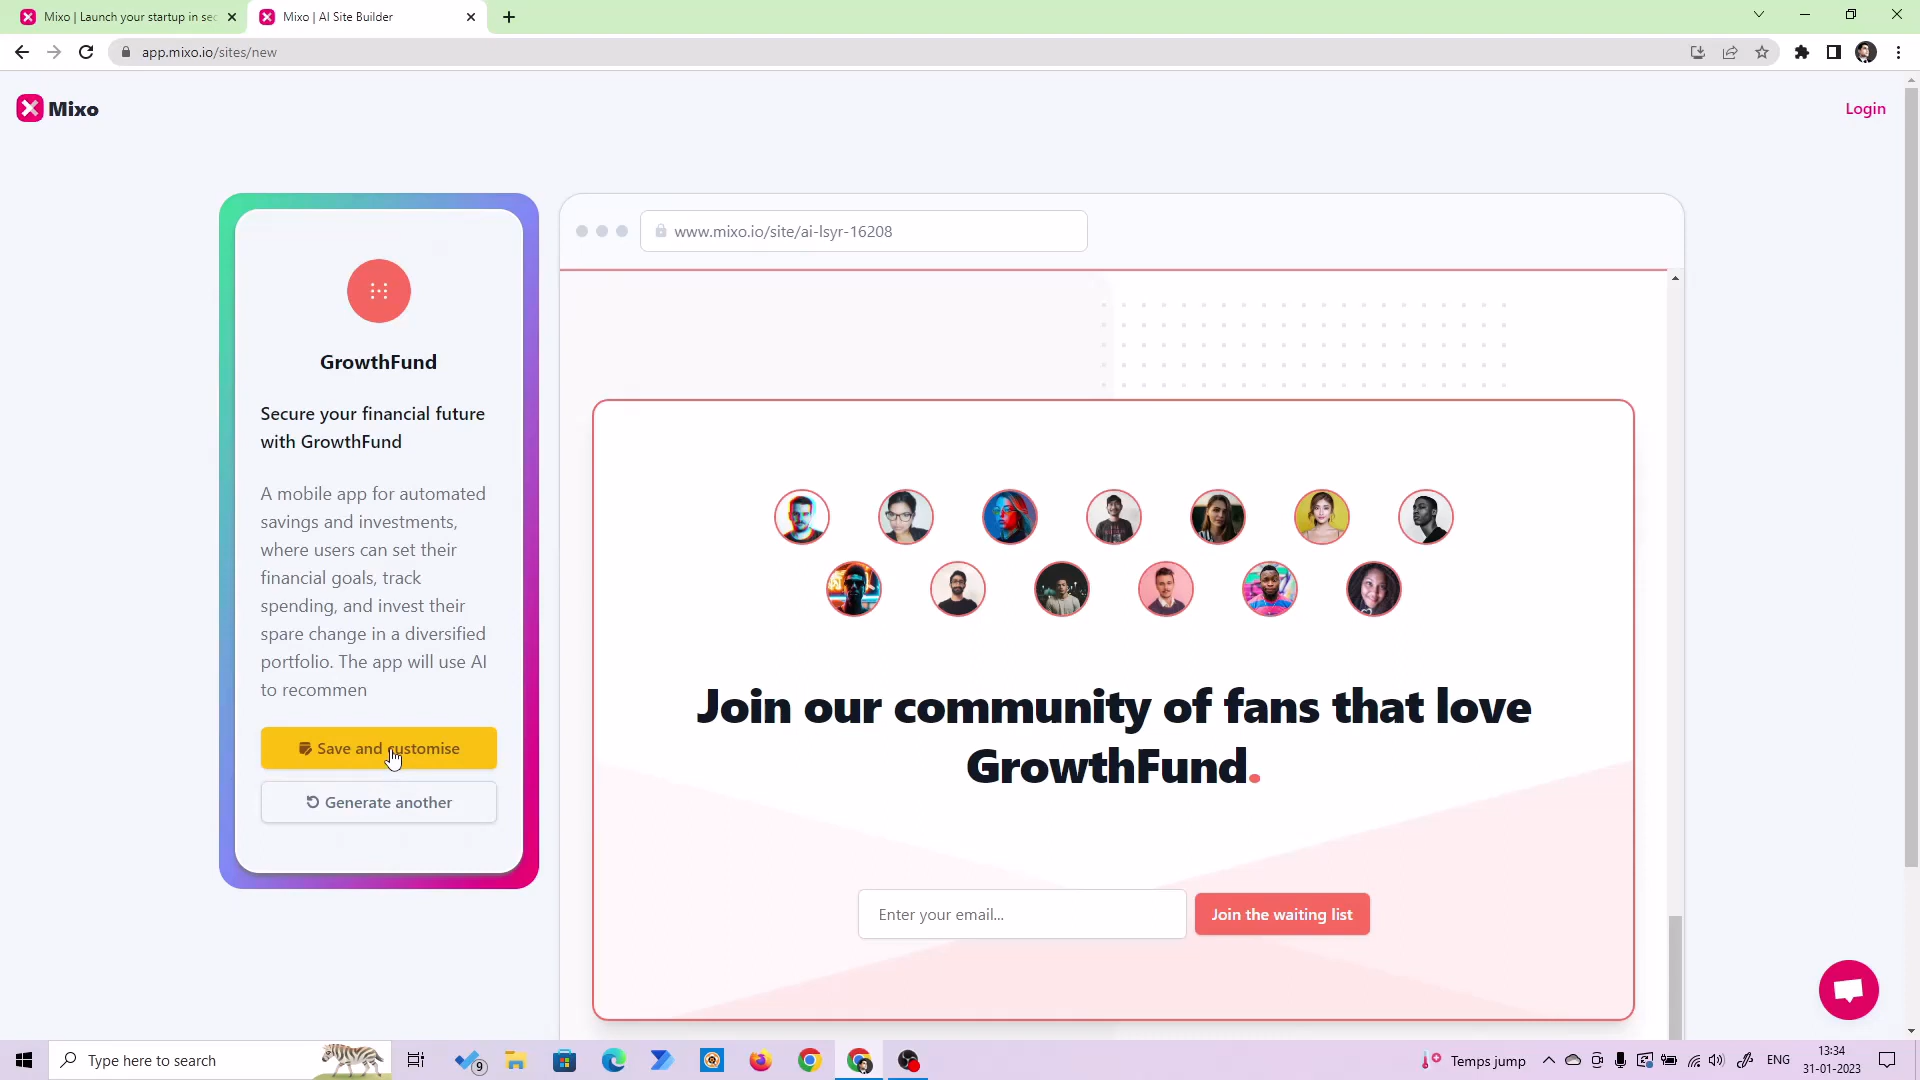 Mixo | Launch your startup in sec
Mixo | AI Site Builder
app.mixo.io/sites/new
Mixo
Login
www.mixo.io/site/ai-lsyr-16208
GrowthFund
Secure your financial future
with GrowthFund
A mobile app for automated
savings and investments,
where users can set their
financial goals, track
spending, and invest their
spare change in a diversified
portfolio. The app will use AI
to recommen
Save and customise
Generate another
Join our community of fans that love
GrowthFund.
Enter your email...
Join the waiting list
Type here to search
9
Temps jump
ENG
13:34
31-01-2023